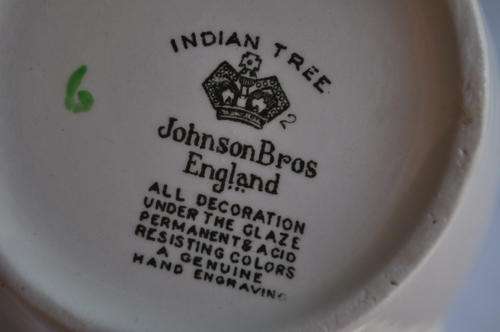 INDIAN TREE
6
2
Johnson Bros
England
ALL DECORATION
UNDER THE GLAZE
PERMANENT & ACID
RESISTING COLORS
A GENUINE
HAND ENGRAVING